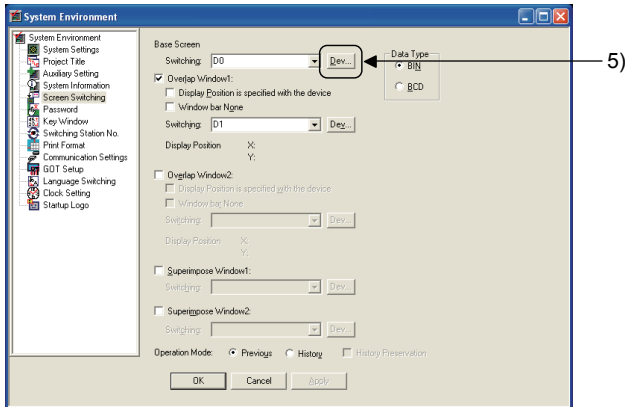 System Environment
System Environment
System Settings
Project Title
Auxiliary Setting
System Information
Screen Switching
Password
Key Window
Switching Station No.
Print Format
Communication Settings
GOT Setup
Language Switching
Clock Setting
Startup Logo
Base Screen
Switching: D0 Dev...
Overlap Window1:
Display Position is specified with the device
Window bar None
Switching: D1 Dev...
Display Position X:
Y:
Overlap Window2:
Display Position is specified with the device
Window bar None
Switching: Dev...
Display Position X:
Y:
Superimpose Window1:
Switching: Dev...
Superimpose Window2:
Switching: Dev...
Operation Mode: Previous History History Preservation
OK Cancel Apply
Data Type
BIN
BCD
5)